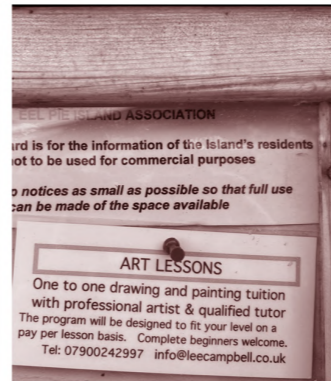 EEL PIE ISLAND ASSOCIATION
ard is for the information of the Island's residents
not to be used for commercial purposes
p notices as small as possible so that full use
can be made of the space available
ART LESSONS
One to one drawing and painting tuition
with professional artist & qualified tutor
The program will be designed to fit your level on a
pay per lesson basis. Complete beginners welcome.
Tel: 07900242997 info@leecampbell.co.uk